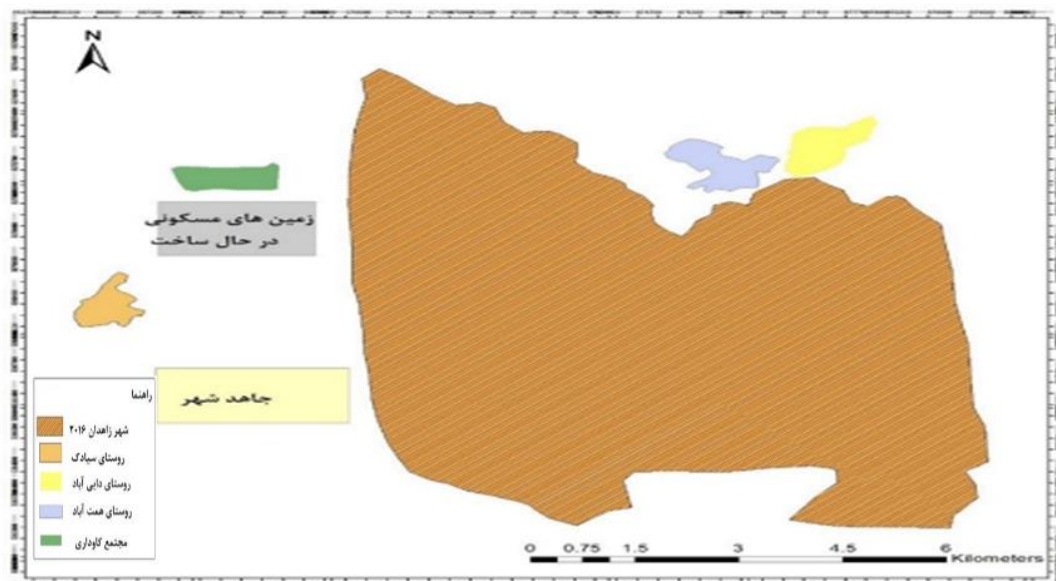 N
زمین های مسکونی
در حال ساخت
جاهد شهر
راهنما
شهر زاهدان ۲۰۱۶
روستای سیادک
روستای دایی آباد
روستای همت آباد
مجتمع گاوداری
0 0.75 1.5 3 4.5 6
Kilometers